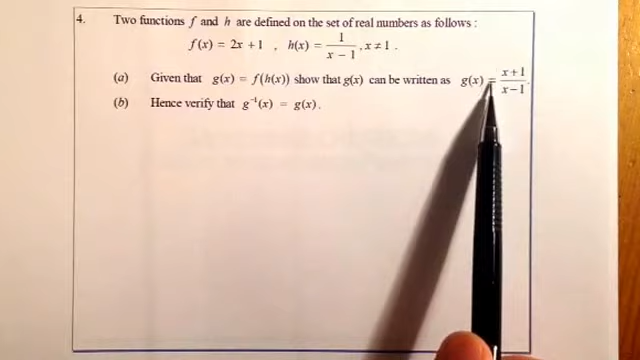 4. Two functions f and h are defined on the set of real numbers as follows :
f(x) = 2x + 1 , h(x) = 1/(x − 1) , x ≠ 1 .
(a) Given that g(x) = f(h(x)) show that g(x) can be written as g(x) = (x+1)/(x−1).
(b) Hence verify that g⁻¹(x) = g(x).